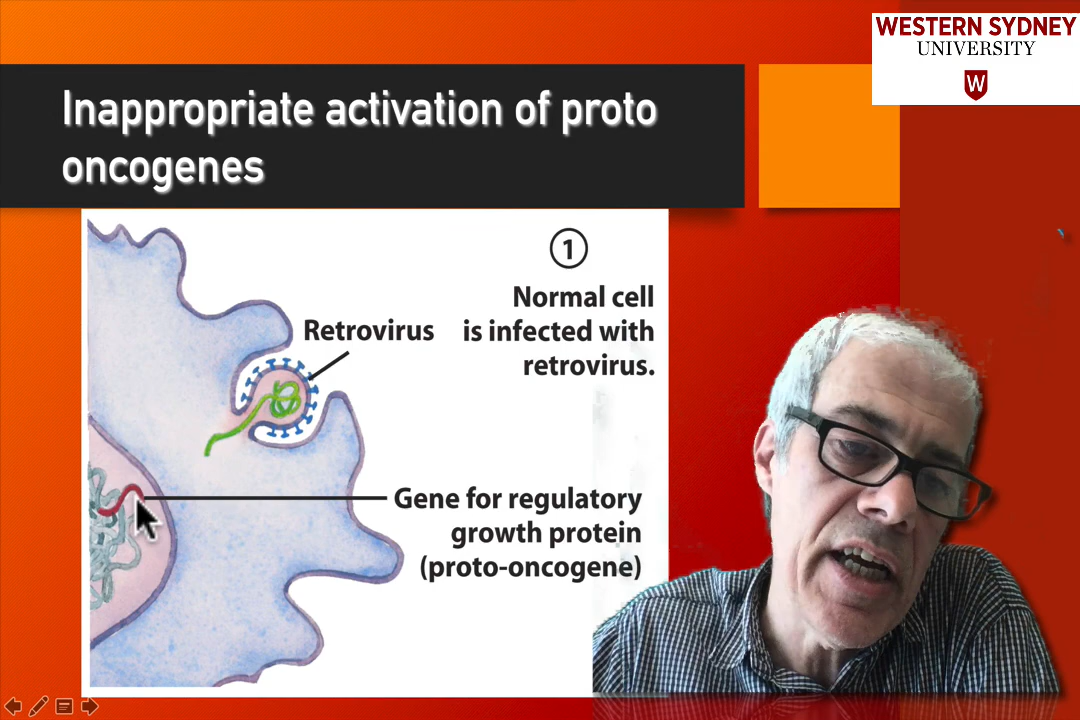 WESTERN SYDNEY
UNIVERSITY
W
Inappropriate activation of proto
oncogenes
1
Normal cell
is infected with
retrovirus.
Retrovirus
Gene for regulatory
growth protein
(proto-oncogene)